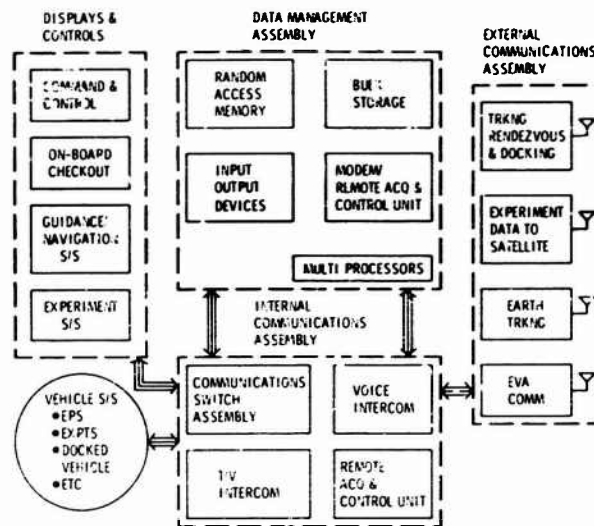 DISPLAYS &
CONTROLS
COMMAND &
CONTROL
ON-BOARD
CHECKOUT
GUIDANCE/
NAVIGATION
S/S
EXPERIMENT
S/S
DATA MANAGEMENT
ASSEMBLY
RANDOM
ACCESS
MEMORY
BULK
STORAGE
INPUT
OUTPUT
DEVICES
MODEM/
REMOTE ACQ &
CONTROL UNIT
MULTI PROCESSORS
EXTERNAL
COMMUNICATIONS
ASSEMBLY
TRKNG
RENDEZVOUS
& DOCKING
EXPERIMENT
DATA TO
SATELLITE
EARTH
TRKNG
EVA
COMM
INTERNAL
COMMUNICATIONS
ASSEMBLY
COMMUNICATIONS
SWITCH
ASSEMBLY
VOICE
INTERCOM
T/V
INTERCOM
REMOTE
ACQ &
CONTROL UNIT
VEHICLE S/S
● EPS
● EXPTS
● DOCKED
VEHICLE
● ETC